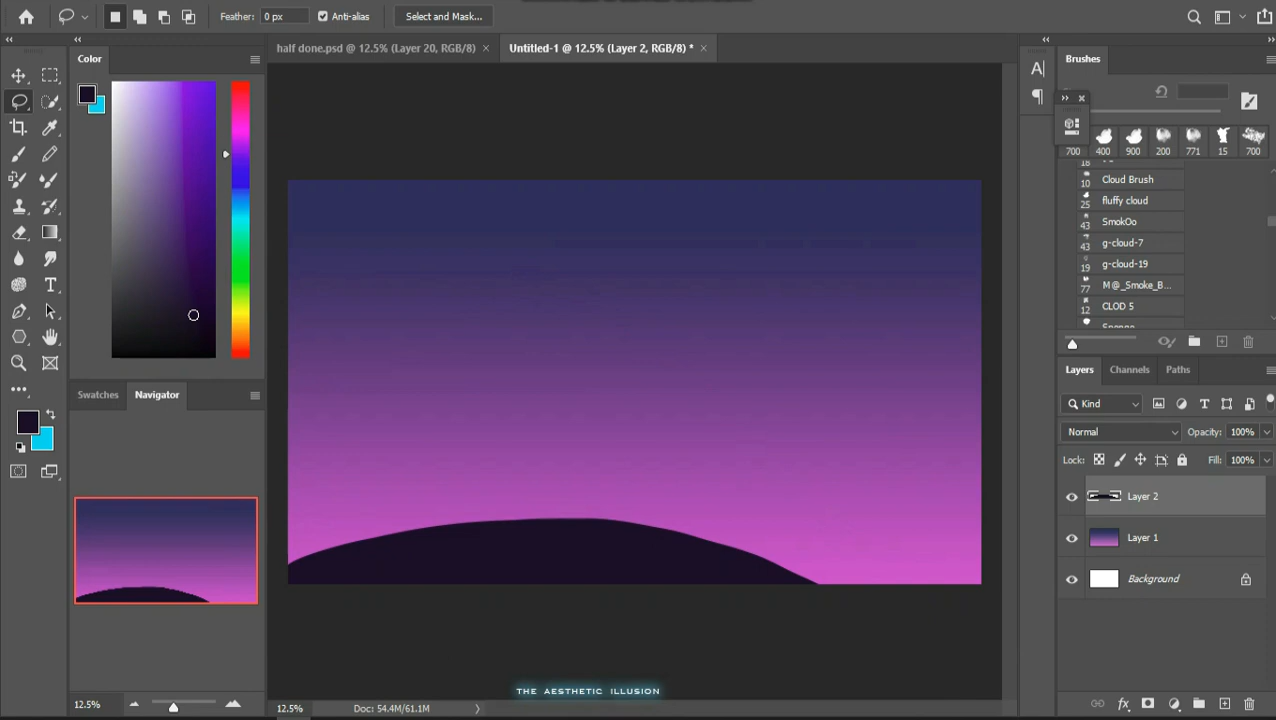 Feather: 0 px Anti-alias Select and Mask...
half done.psd @ 12.5% (Layer 20, RGB/8) × Untitled-1 @ 12.5% (Layer 2, RGB/8) * ×
Color
Brushes
700 400 900 200 771 15 700
18
10 Cloud Brush
25 fluffy cloud
43 SmokOo
43 g-cloud-7
19 g-cloud-19
77 M@_Smoke_B...
12 CLOD 5
Sponge
Layers Channels Paths
Kind
Swatches Navigator
Normal Opacity: 100%
Lock: Fill: 100%
Layer 2
Layer 1
Background
THE AESTHETIC ILLUSION
12.5%
12.5% Doc: 54.4M/61.1M